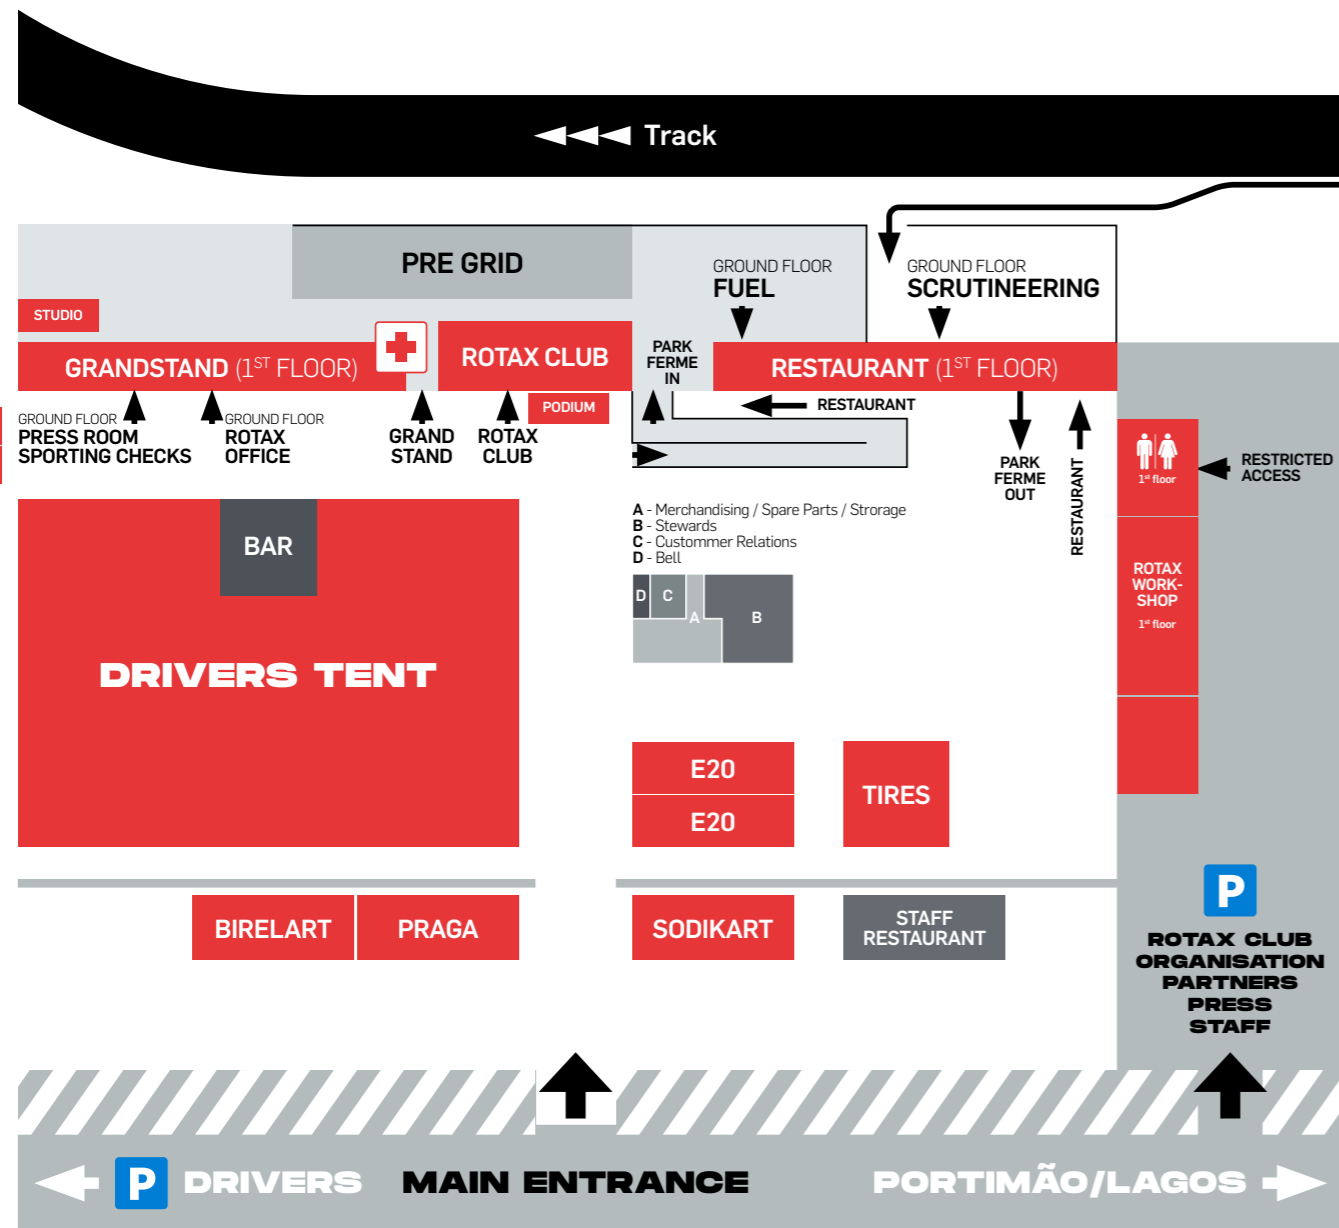 Track
PRE GRID
GROUND FLOOR
FUEL
GROUND FLOOR
SCRUTINEERING
STUDIO
GRANDSTAND (1ST FLOOR)
ROTAX CLUB
PARK
FERME
IN
RESTAURANT (1ST FLOOR)
PODIUM
RESTAURANT
GROUND FLOOR
PRESS ROOM
SPORTING CHECKS
GROUND FLOOR
ROTAX
OFFICE
GRAND
STAND
ROTAX
CLUB
PARK
FERME
OUT
RESTAURANT
1st floor
RESTRICTED
ACCESS
A - Merchandising / Spare Parts / Strorage
B - Stewards
C - Custommer Relations
D - Bell
BAR
D
C
A
B
ROTAX
WORK-
SHOP
1st floor
DRIVERS TENT
E20
E20
TIRES
BIRELART
PRAGA
SODIKART
STAFF
RESTAURANT
P
ROTAX CLUB
ORGANISATION
PARTNERS
PRESS
STAFF
P DRIVERS
MAIN ENTRANCE
PORTIMÃO/LAGOS